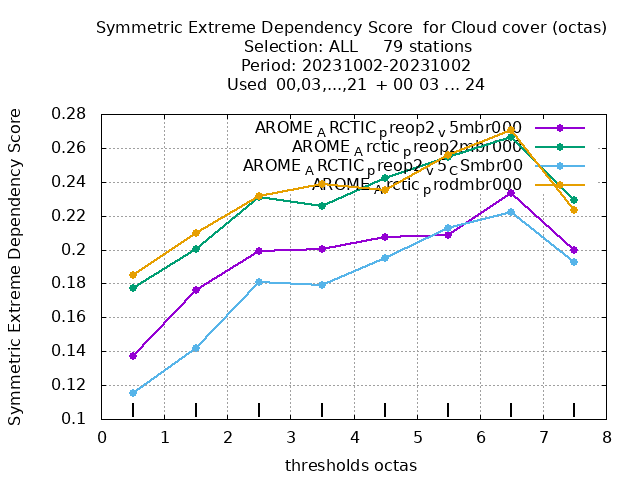 Symmetric Extreme Dependency Score for Cloud cover (octas)
Selection: ALL 79 stations
Period: 20231002-20231002
Used 00,03,...,21 + 00 03 ... 24
Symmetric Extreme Dependency Score
0.28
0.26
0.24
0.22
0.2
0.18
0.16
0.14
0.12
0.1
AROME_ARCTIC_preop2_v5mbr000
AROME_Arctic_preop2mbr000
AROME_ARCTIC_preop2_v5_CSmbr00
AROME_Arctic_prodmbr000
0 1 2 3 4 5 6 7 8
thresholds octas